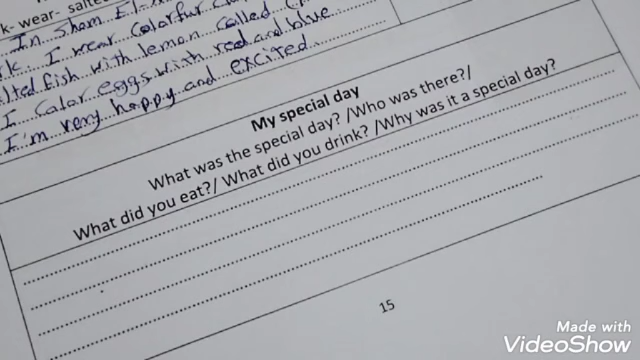 k- wear- salte
In sham El-
I wear colorful
lted fish with lemon called
I color eggs with red and blue
I'm very happy and excited.
My special day
What was the special day? /Who was there?/
What did you eat?/ What did you drink? /Why was it a special day?
15
Made with
VideoShow